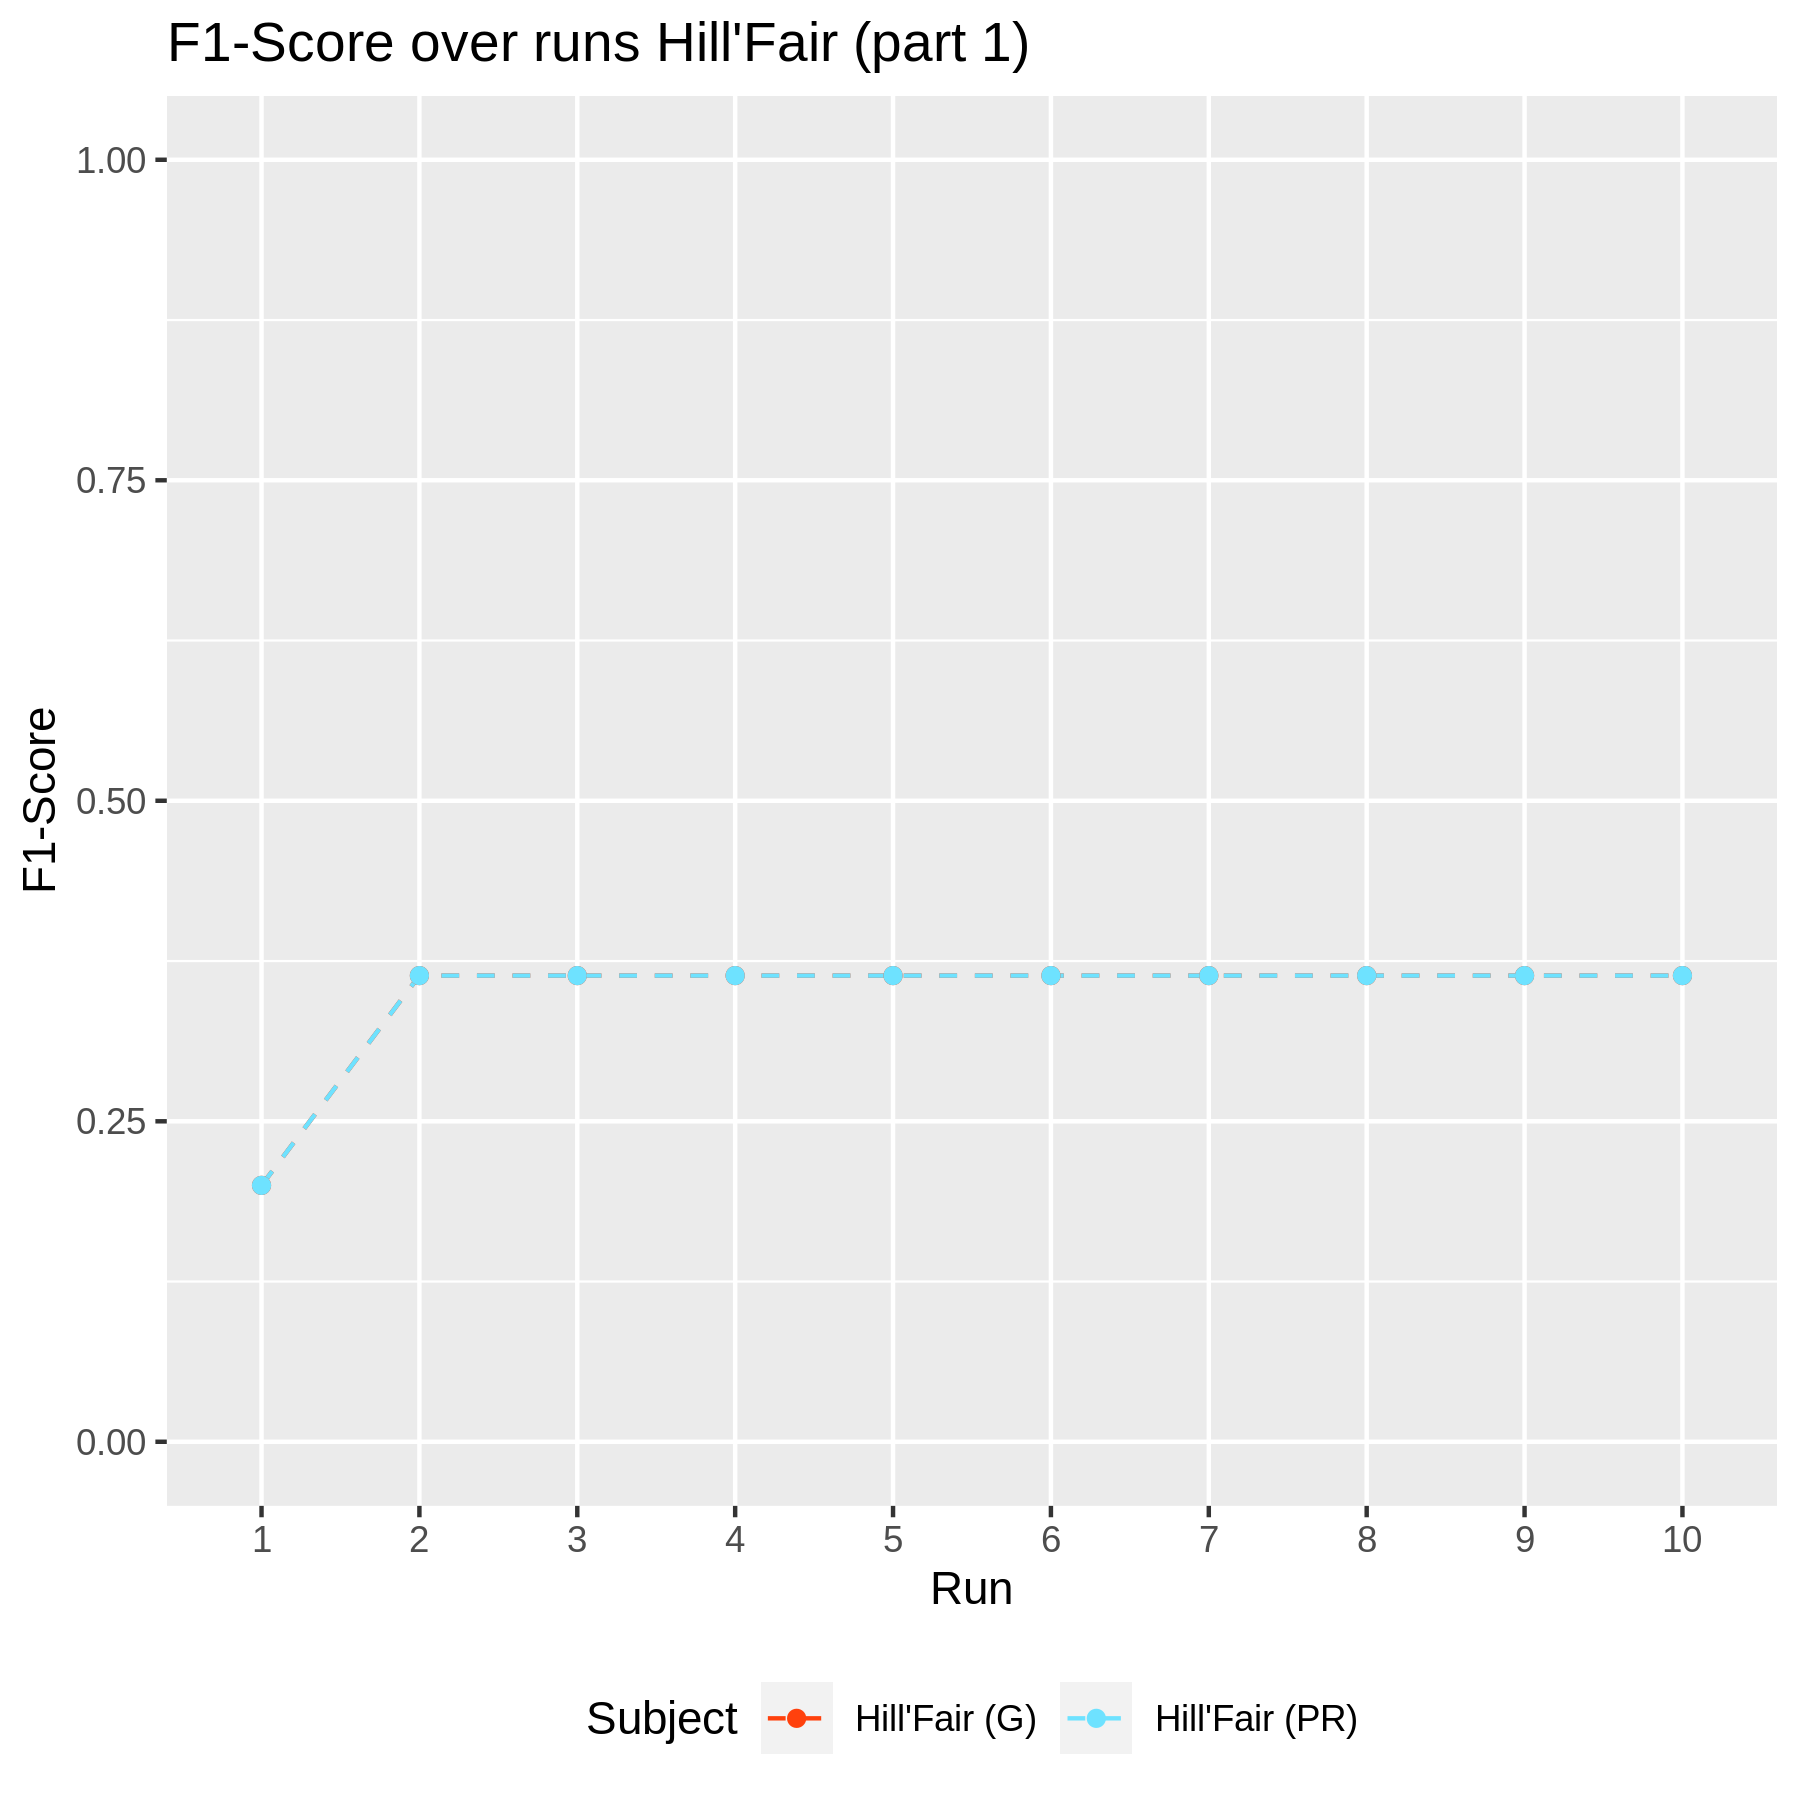 F1-Score over runs Hill'Fair (part 1)
F1-Score
1.00
0.75
0.50
0.25
0.00
1 2 3 4 5 6 7 8 9 10
Run
Subject Hill'Fair (G) Hill'Fair (PR)